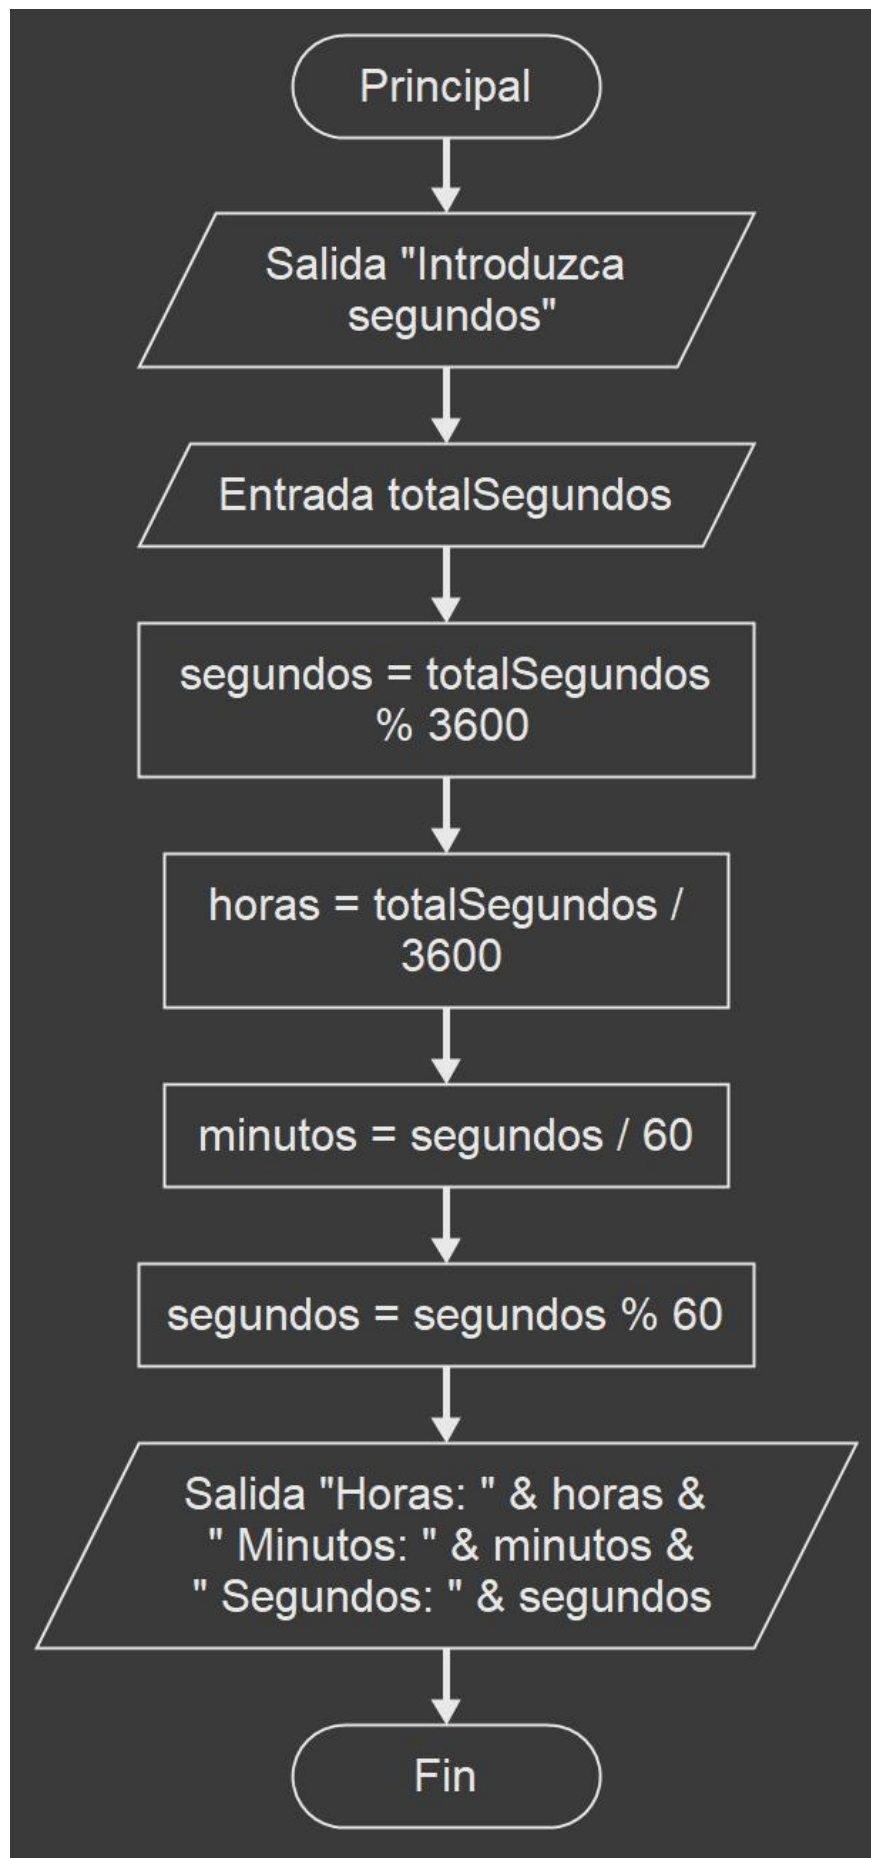 Principal
Salida "Introduzca
segundos"
Entrada totalSegundos
segundos = totalSegundos
% 3600
horas = totalSegundos /
3600
minutos = segundos / 60
segundos = segundos % 60
Salida "Horas: " & horas &
" Minutos: " & minutos &
" Segundos: " & segundos
Fin